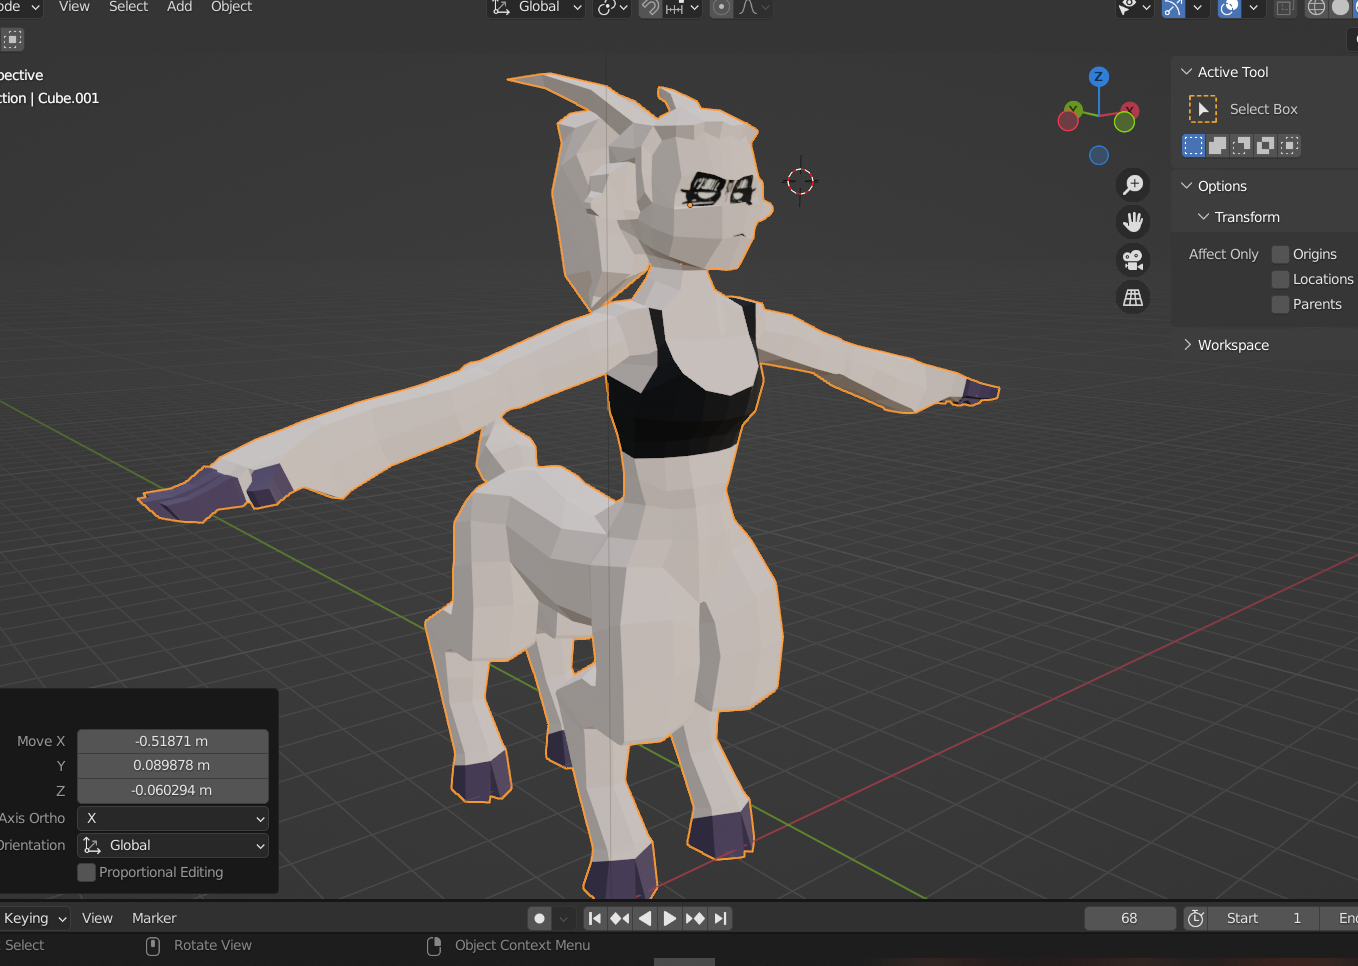 ode View Select Add Object Global
pective
ction | Cube.001
Z
Y
X
Active Tool
Select Box
Options
Transform
Affect Only Origins
Locations
Parents
Workspace
Move X -0.51871 m
Y 0.089878 m
Z -0.060294 m
Axis Ortho X
Orientation Global
Proportional Editing
Keying View Marker 68 Start 1 End
Select Rotate View Object Context Menu